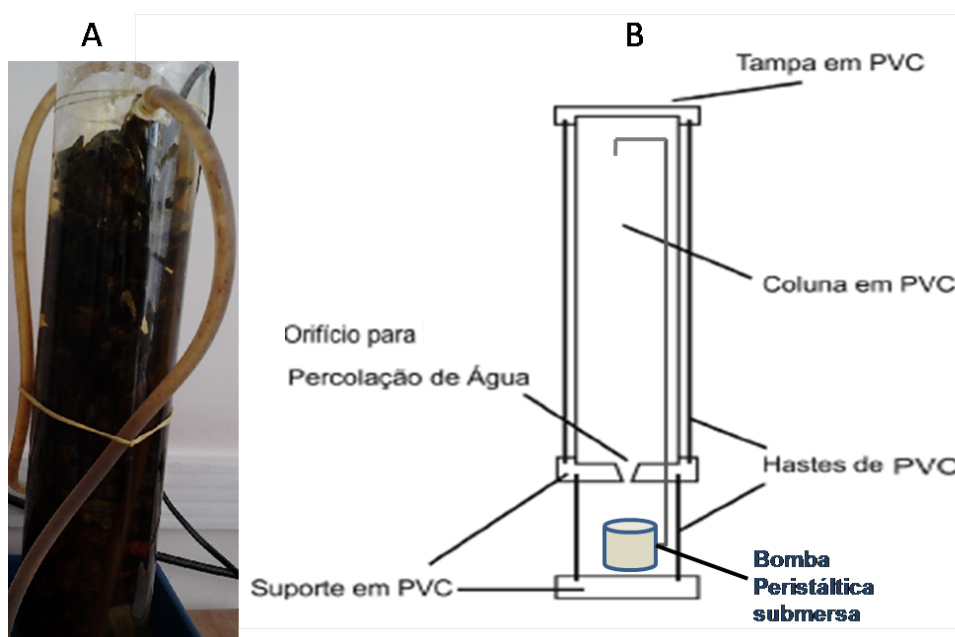 A
B
Tampa em PVC
Coluna em PVC
Orifício para
Percolação de Água
Hastes de PVC
Suporte em PVC
Bomba
Peristáltica
submersa